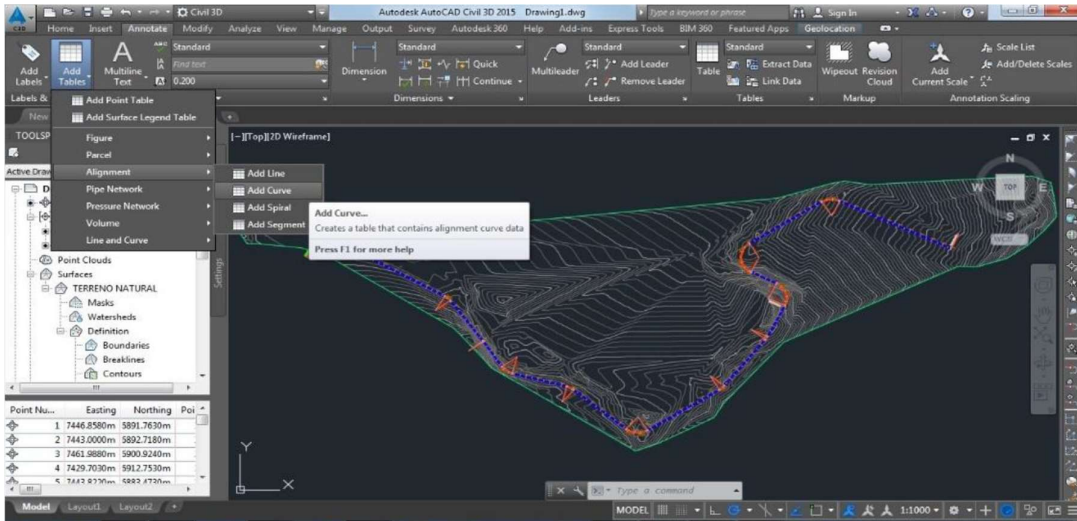 Autodesk AutoCAD Civil 3D 2015 Drawing1.dwg
Civil 3D
Type a keyword or phrase
Sign In
Home Insert Annotate Modify Analyze View Manage Output Survey Autodesk 360 Help Add-ins Express Tools BIM 360 Featured Apps Geolocation
Add Labels
Add Tables
Multiline Text
Standard
Find text
0.200
Dimension
Standard
Quick
Continue
Multileader
Standard
Add Leader
Remove Leader
Table
Standard
Extract Data
Link Data
Wipeout
Revision Cloud
Add Current Scale
Scale List
Add/Delete Scales
Labels &
Dimensions
Leaders
Tables
Markup
Annotation Scaling
New
Add Point Table
Add Surface Legend Table
Figure
Parcel
Alignment
Pipe Network
Pressure Network
Volume
Line and Curve
Add Line
Add Curve
Add Spiral
Add Segment
Add Curve...
Creates a table that contains alignment curve data
Press F1 for more help
TOOLSP
Active Draw
D
Point Clouds
Surfaces
TERRENO NATURAL
Masks
Watersheds
Definition
Boundaries
Breaklines
Contours
Settings
[−][Top][2D Wireframe]
N
W TOP E
S
Point Nu... Easting Northing Poi
1 7446.8580m 5891.7630m
2 7443.0000m 5892.7180m
3 7461.9880m 5900.9240m
4 7429.7030m 5912.7530m
Y
X
Type a command
Model Layout1 Layout2
MODEL
1:1000